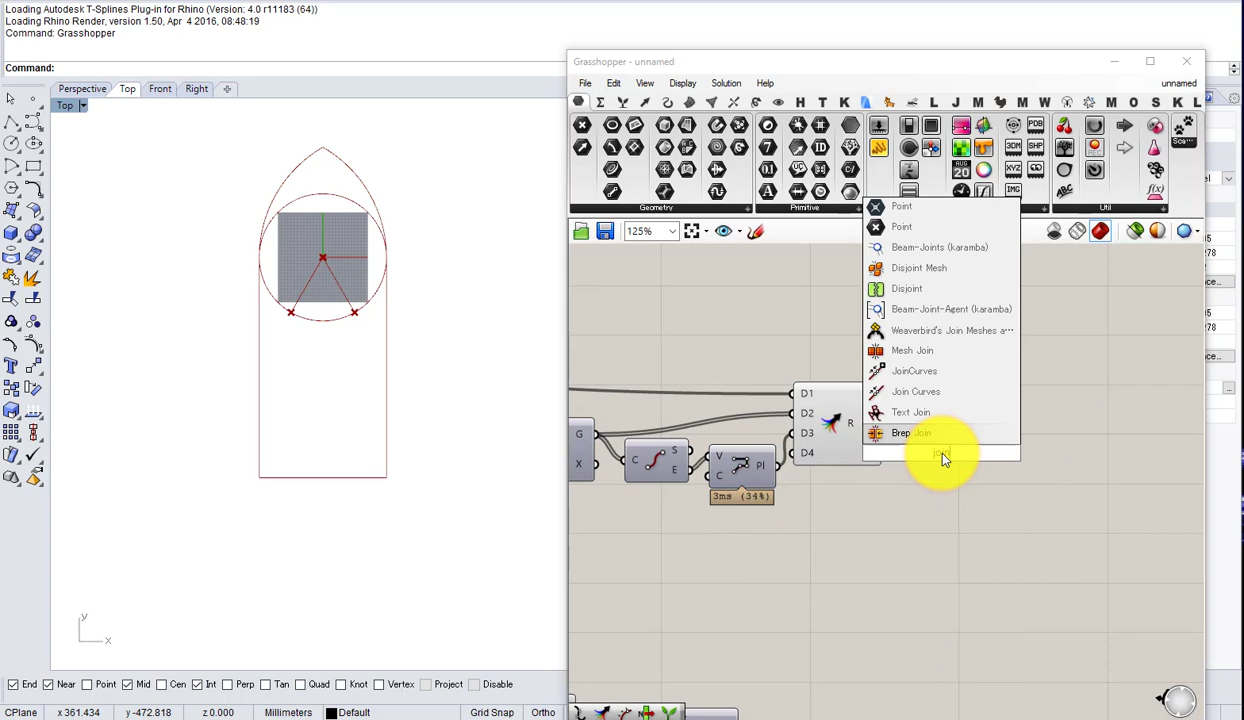 Loading Autodesk T-Splines Plug-in for Rhino (Version: 4.0 r11183 (64))
Loading Rhino Render, version 1.50, Apr 4 2016, 08:48:19
Command: Grasshopper
Command:
Perspective Top Front Right
Top
Grasshopper - unnamed
File Edit View Display Solution Help unnamed
H T K L J M M W M O S K L
Geometry Primitive Util
125%
Point
Point
Beam-Joints (karamba)
Disjoint Mesh
Disjoint
Beam-Joint-Agent (karamba)
Weaverbird's Join Meshes a···
Mesh Join
JoinCurves
Join Curves
Text Join
Brep Join
join
D1
D2
D3
D4
R
G
X
C
S
E
V
C
Pl
3ms (34%)
y
x
End Near Point Mid Cen Int Perp Tan Quad Knot Vertex Project Disable
CPlane x 361.434 y -472.818 z 0.000 Millimeters Default Grid Snap Ortho